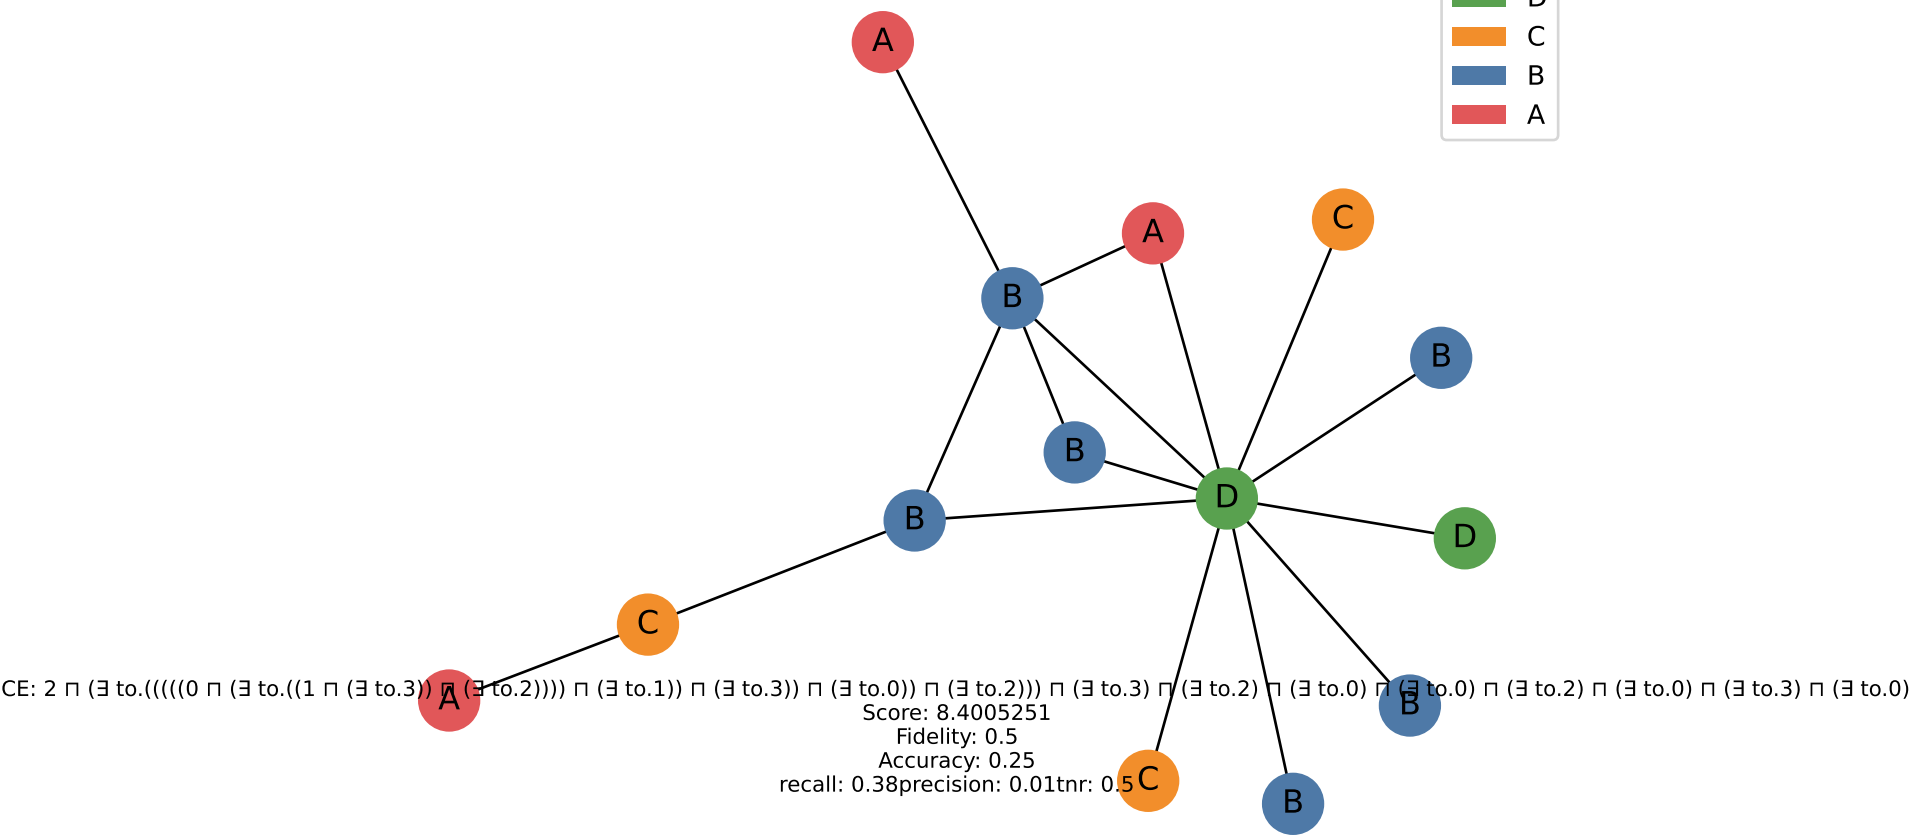 A
D
C
B
A
A
C
B
B
B
D
B
D
C
CE: 2 ⊓ (∃ to.(((((0 ⊓ (∃ to.((1 ⊓ (∃ to.3)) ⊓ (∃ to.2)))) ⊓ (∃ to.1)) ⊓ (∃ to.3)) ⊓ (∃ to.0)) ⊓ (∃ to.2))) ⊓ (∃ to.3) ⊓ (∃ to.2) ⊓ (∃ to.0) ⊓ (∃ to.0) ⊓ (∃ to.2) ⊓ (∃ to.0) ⊓ (∃ to.3) ⊓ (∃ to.0)
A
B
Score: 8.4005251
Fidelity: 0.5
Accuracy: 0.25
recall: 0.38precision: 0.01tnr: 0.5
C
B